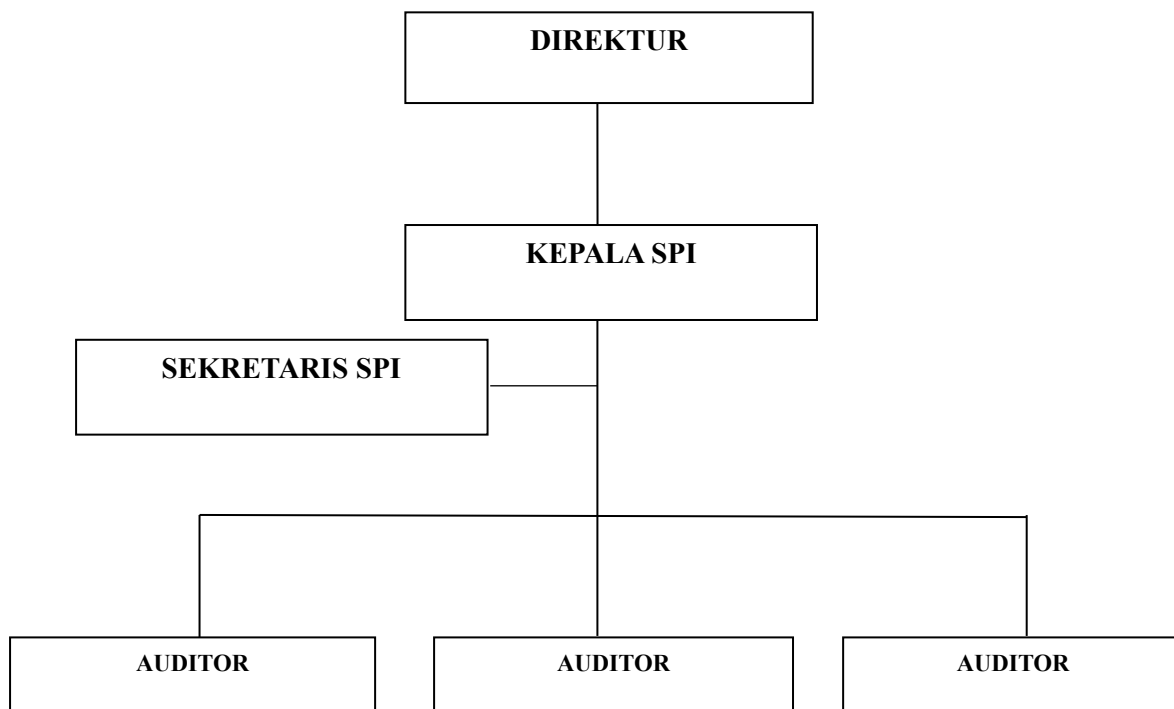 DIREKTUR
KEPALA SPI
SEKRETARIS SPI
AUDITOR
AUDITOR
AUDITOR